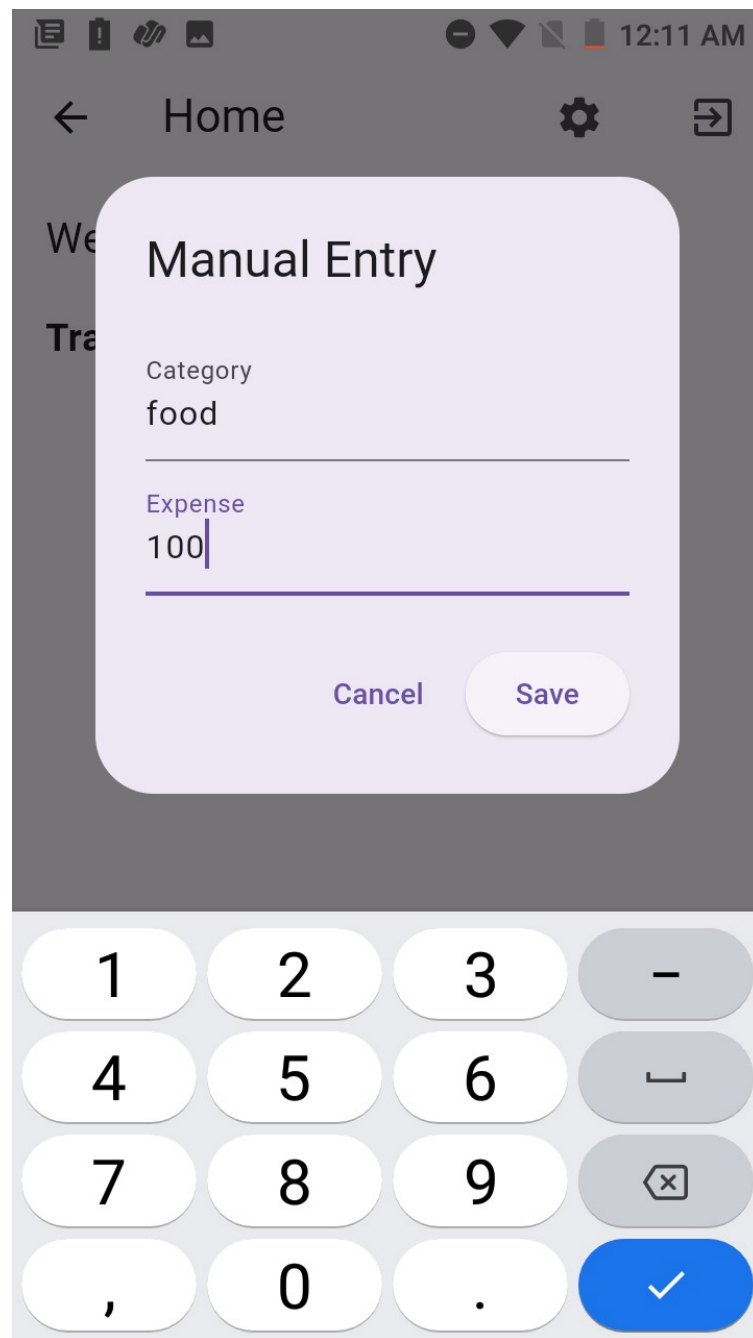 12:11 AM
Home
We
Manual Entry
Tra
Category
food
Expense
100
Cancel Save
1 2 3 –
4 5 6
7 8 9
, 0 .